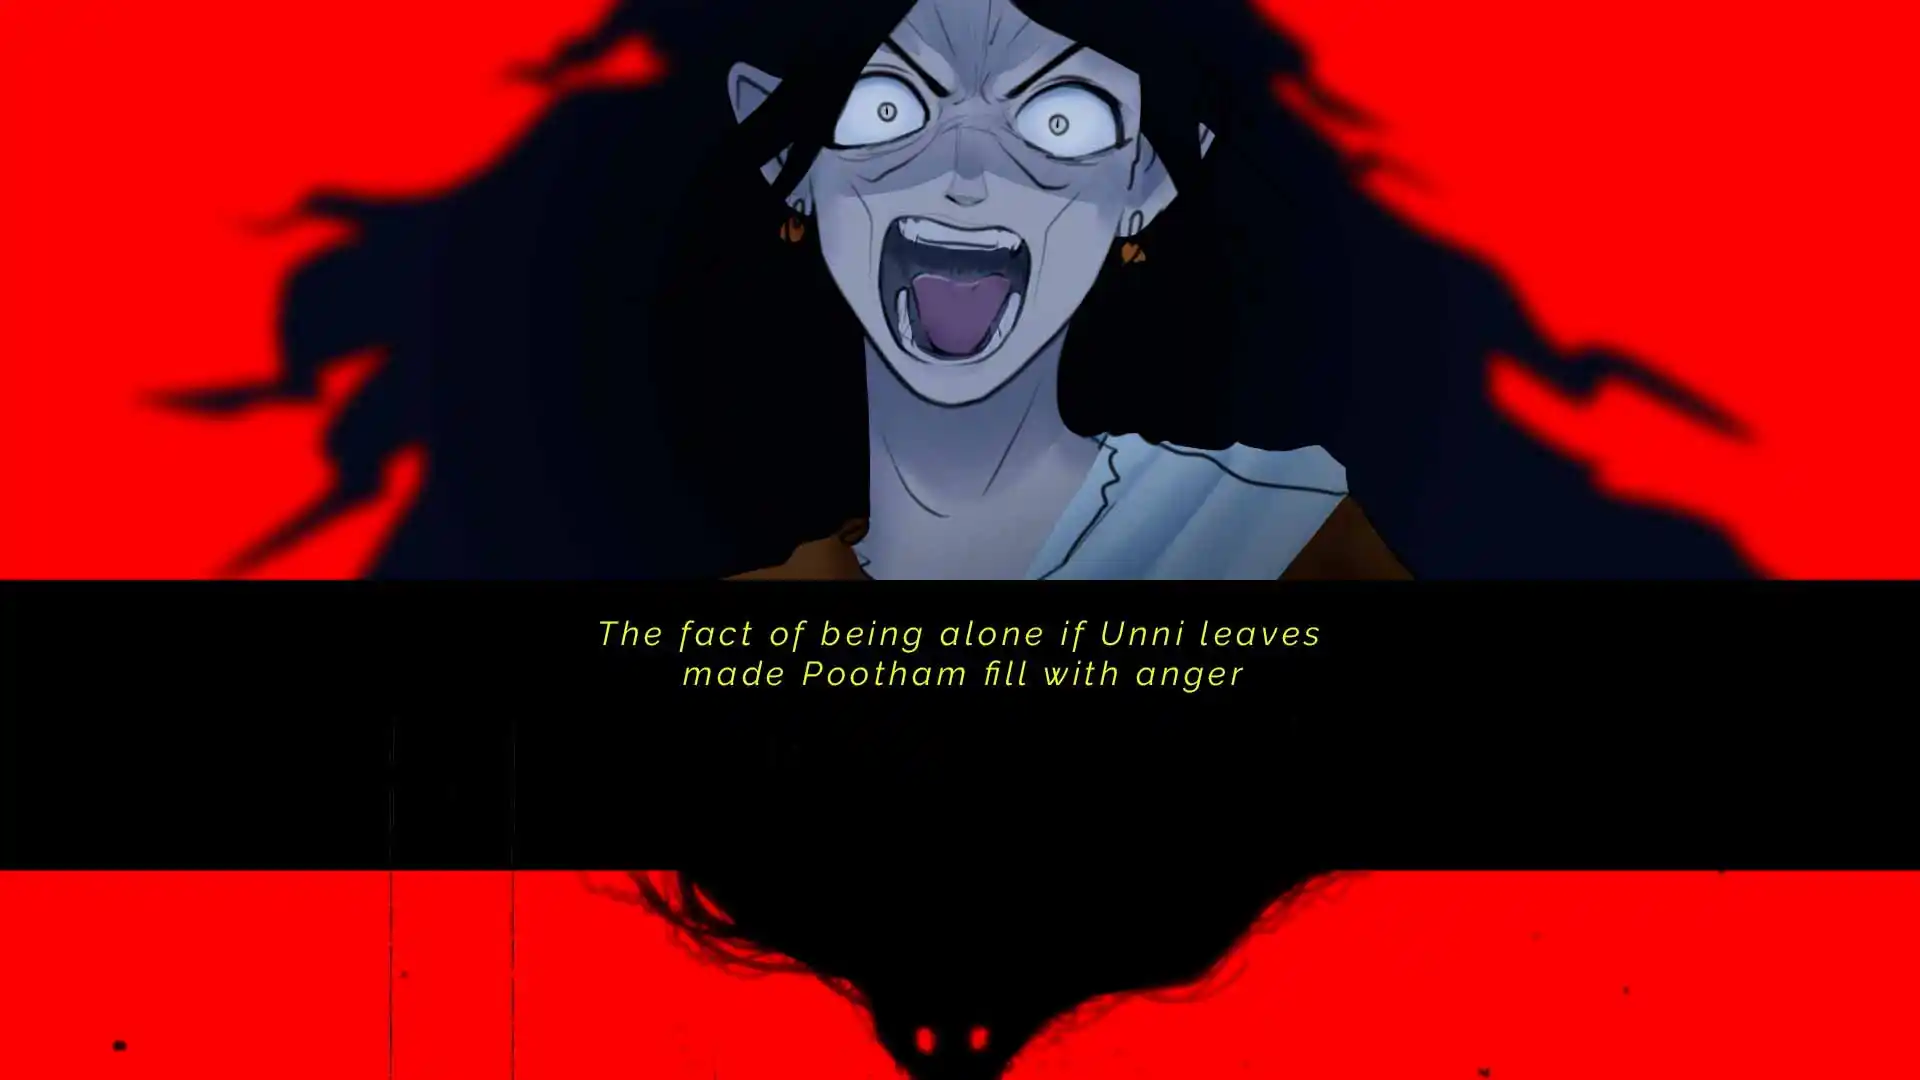 The fact of being alone if Unni leaves
made Pootham fill with anger